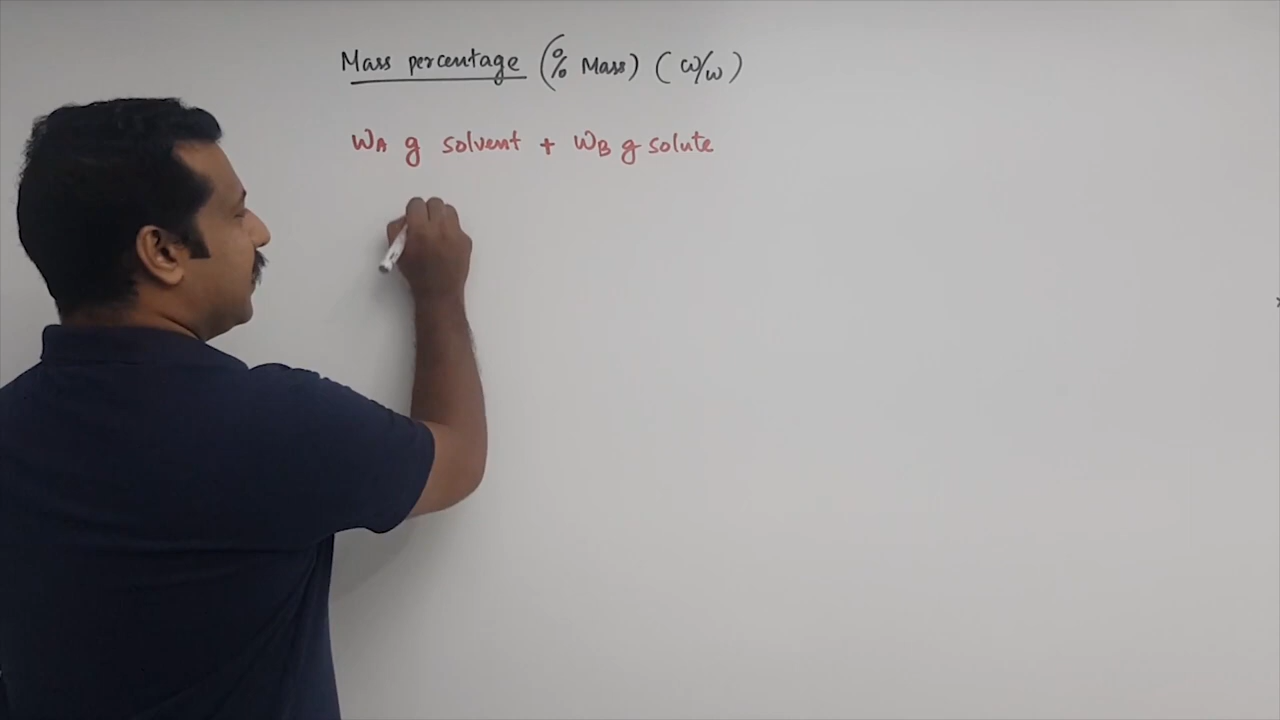 Mass percentage (% Mass) (w/w)
WA g solvent + WB g solute